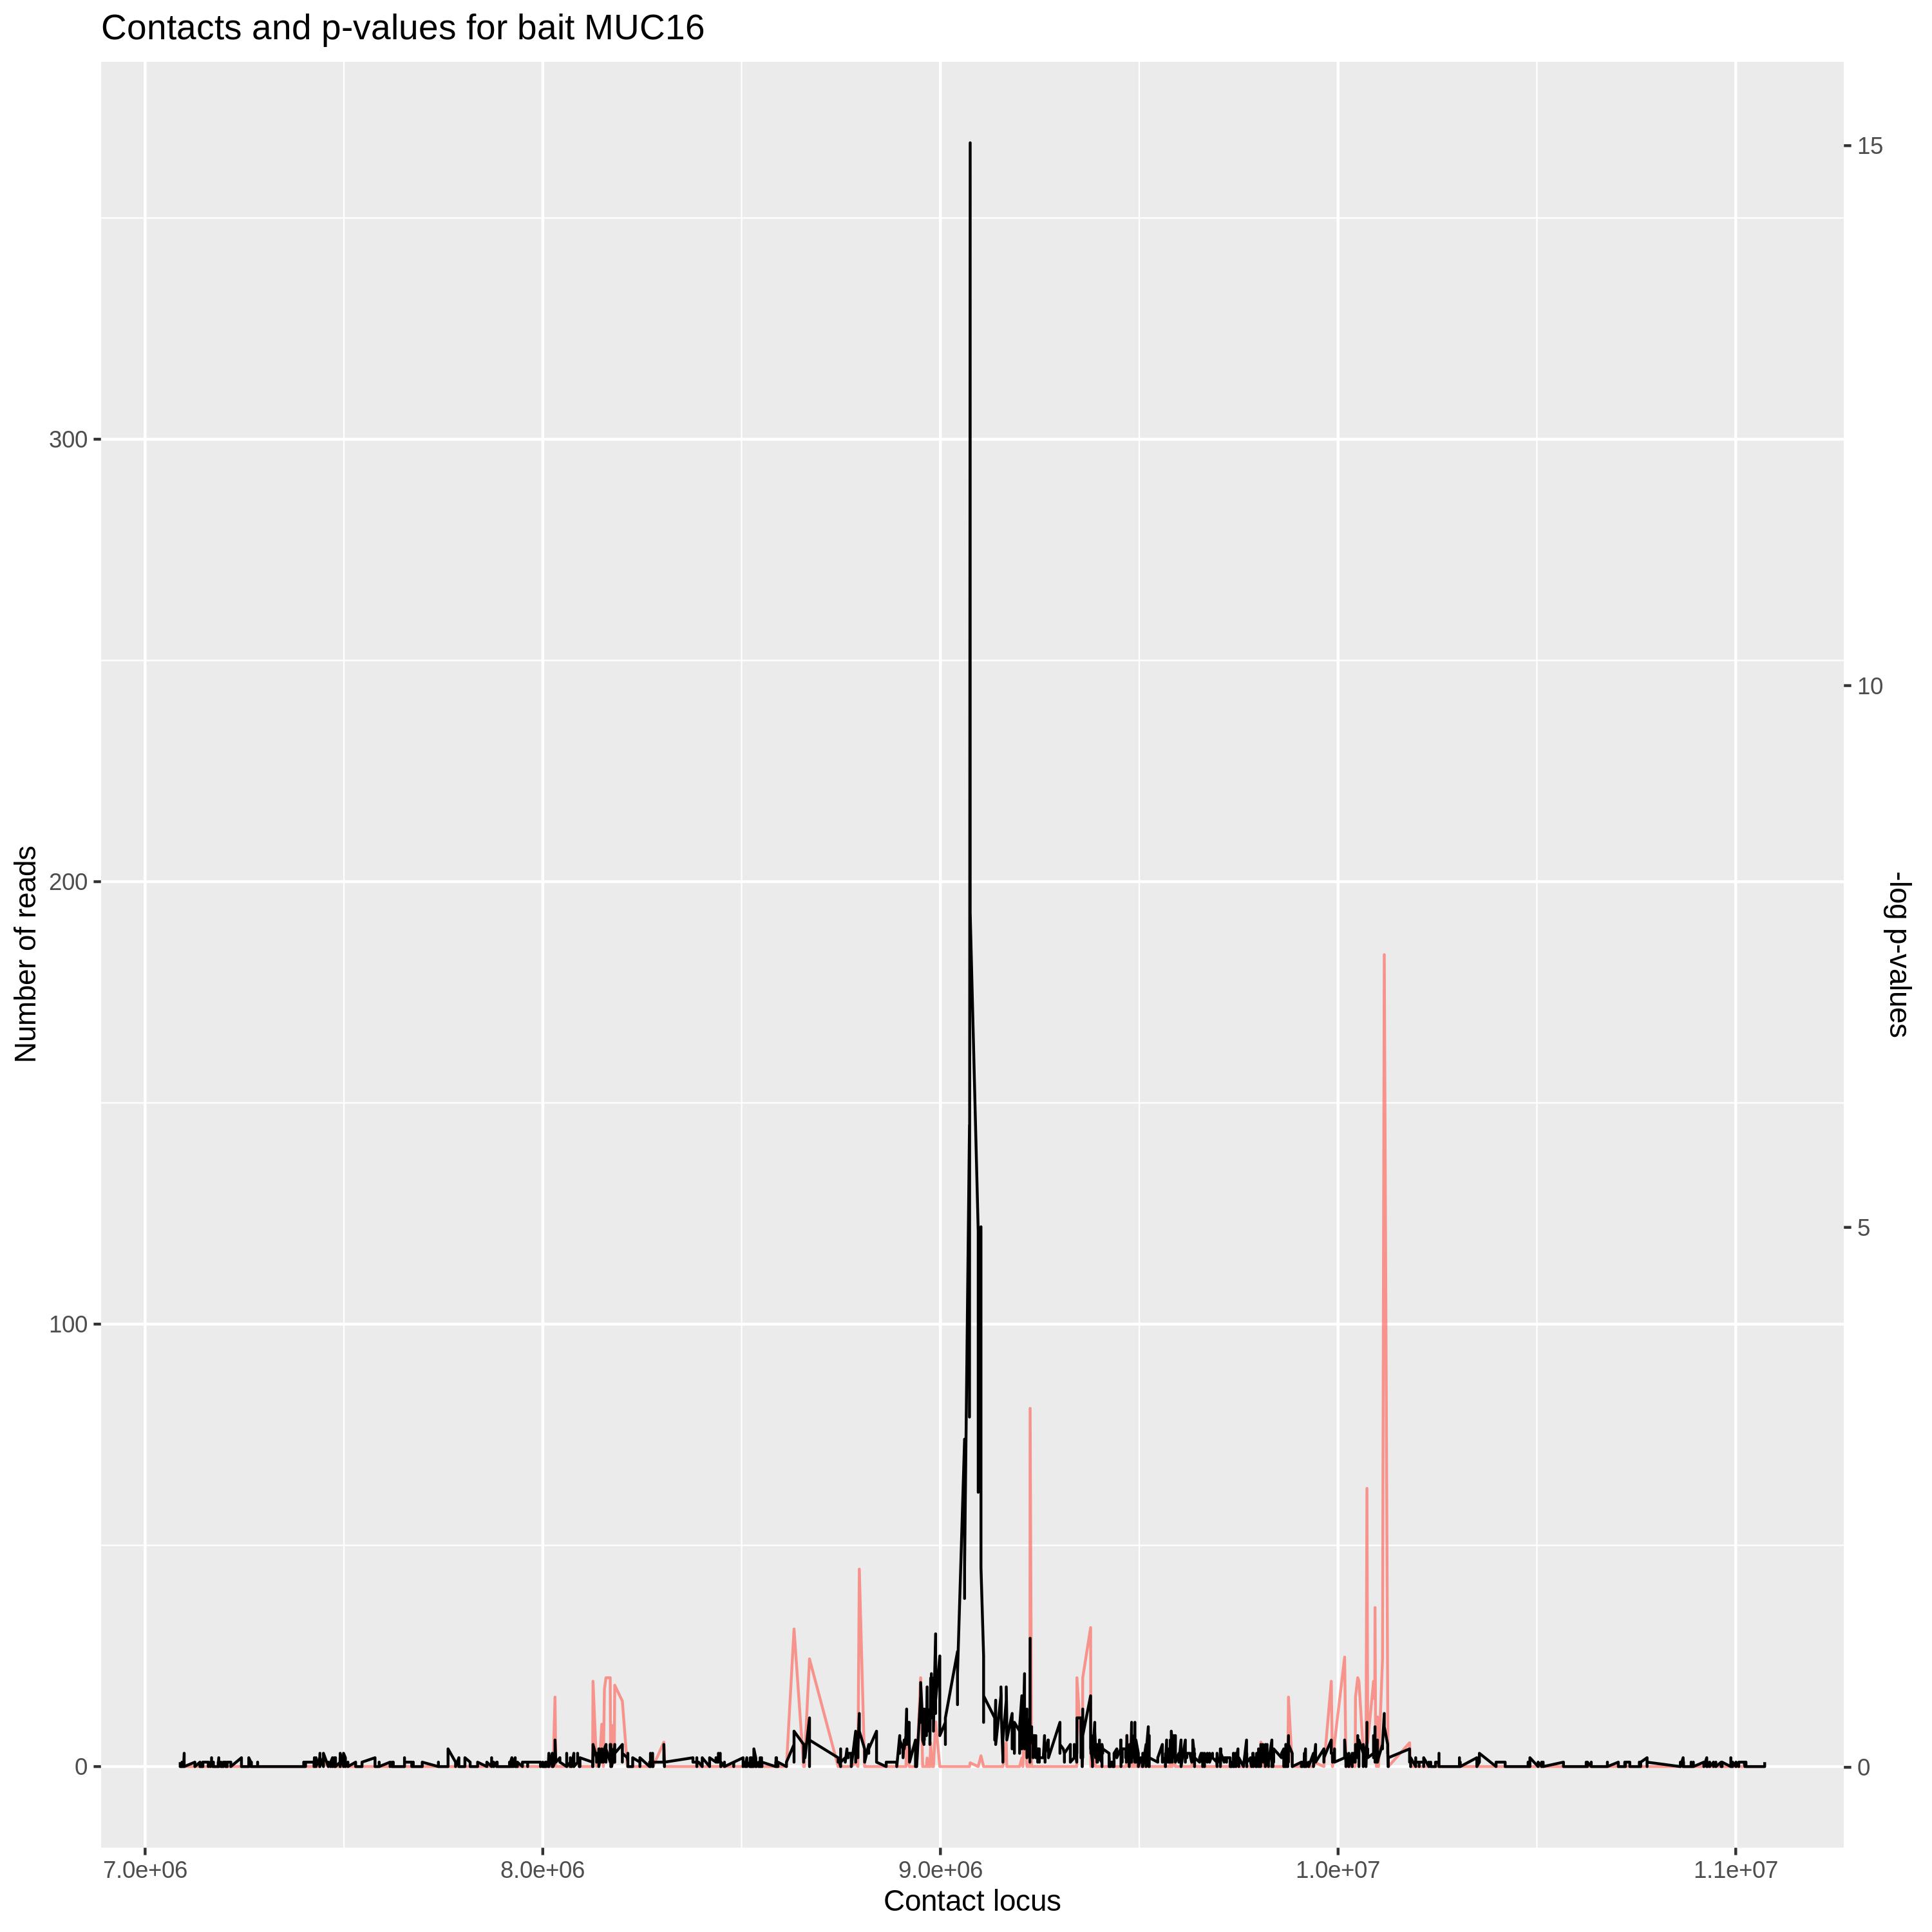 Contacts and p-values for bait MUC16
Number of reads
300
200
100
0
15
10
5
0
-log p-values
7.0e+06
8.0e+06
9.0e+06
1.0e+07
1.1e+07
Contact locus